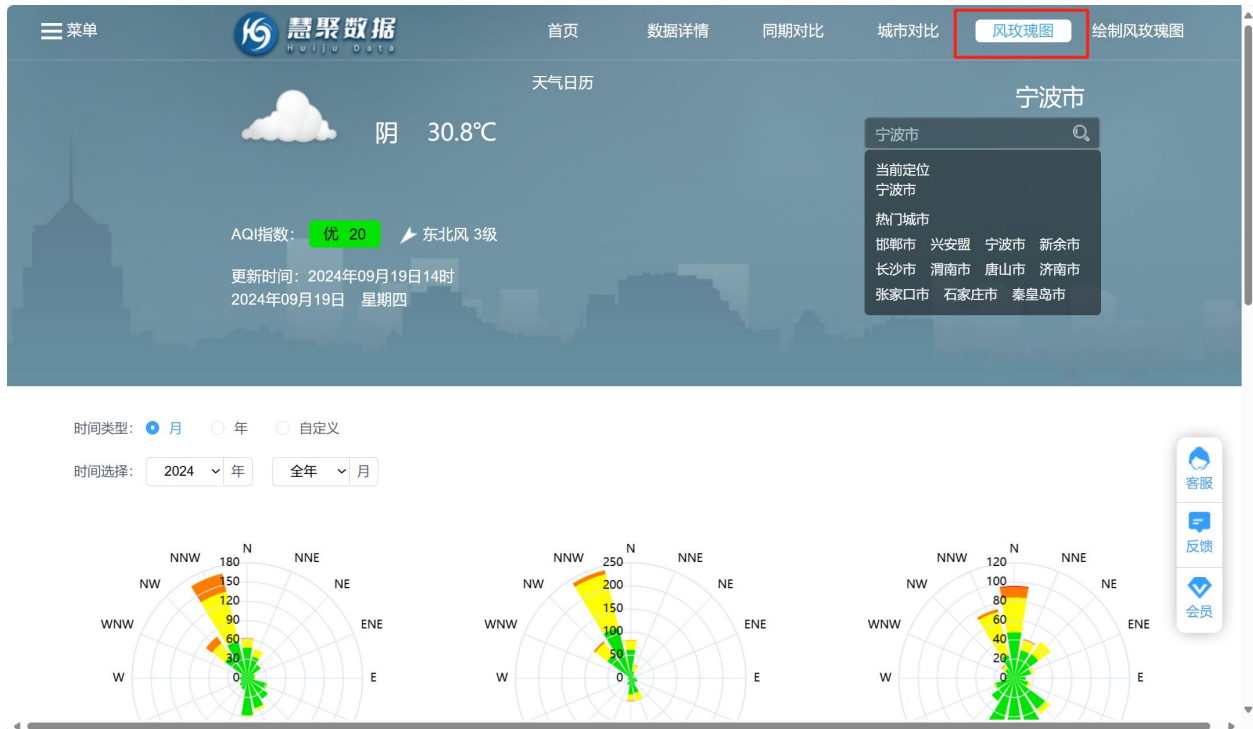 菜单
慧聚数据
Huiju Data
首页 数据详情 同期对比 城市对比 风玫瑰图 绘制风玫瑰图
天气日历
宁波市
阴 30.8℃
宁波市
当前定位
宁波市
热门城市
邯郸市 兴安盟 宁波市 新余市
长沙市 渭南市 唐山市 济南市
张家口市 石家庄市 秦皇岛市
AQI指数： 优 20 东北风 3级
更新时间：2024年09月19日14时
2024年09月19日 星期四
时间类型： 月 年 自定义
时间选择： 2024 年 全年 月
客服
反馈
会员
N
NNW 180 NNE
NW 150 NE
120
WNW 90 ENE
60
30
W 0 E
N
NNW 250 NNE
NW 200 NE
150
WNW 100 ENE
50
W 0 E
N
NNW 120 NNE
NW 100 NE
80
WNW 60 ENE
40
20
W 0 E